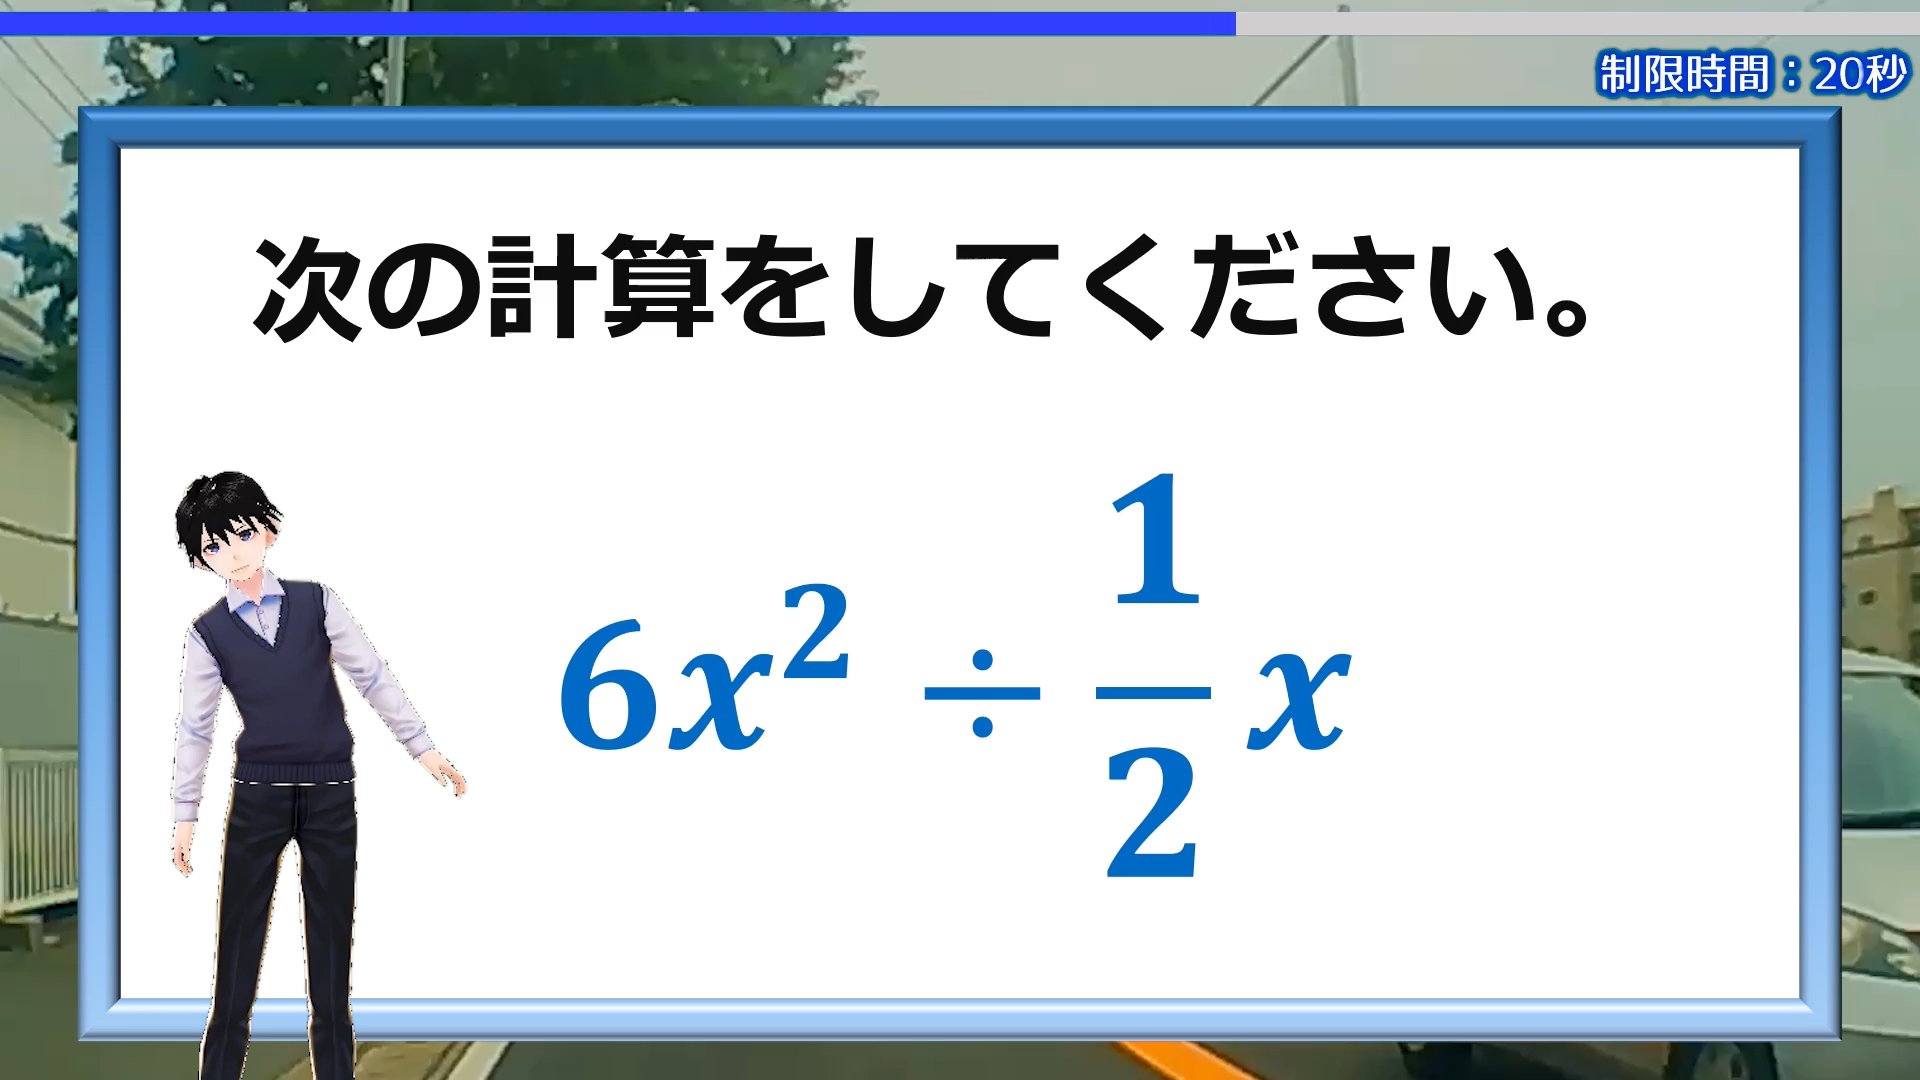 制限時間：20秒
次の計算をしてください。
6x² ÷ 1/2 x